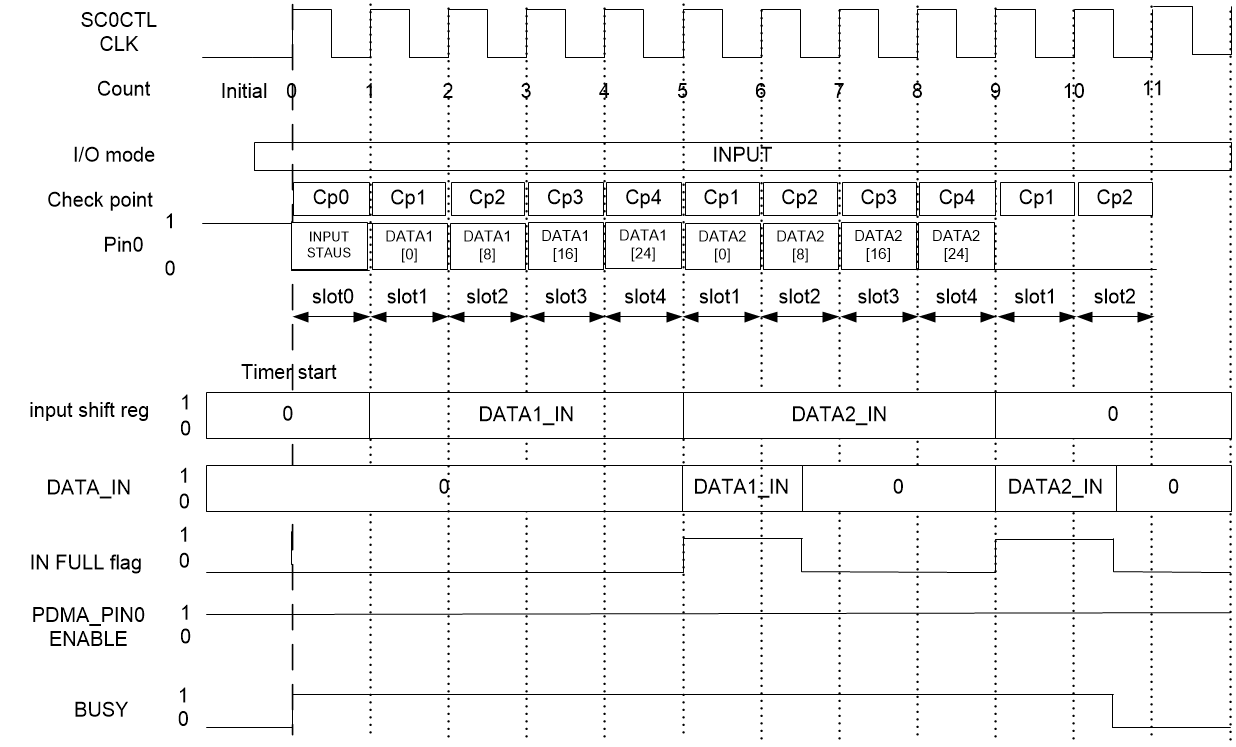 SC0CTL
CLK
Count Initial 0 1 2 3 4 5 6 7 8 9 10 11
I/O mode INPUT
Check point Cp0 Cp1 Cp2 Cp3 Cp4 Cp1 Cp2 Cp3 Cp4 Cp1 Cp2
1
Pin0
0
INPUT STAUS
DATA1 [0]
DATA1 [8]
DATA1 [16]
DATA1 [24]
DATA2 [0]
DATA2 [8]
DATA2 [16]
DATA2 [24]
slot0 slot1 slot2 slot3 slot4 slot1 slot2 slot3 slot4 slot1 slot2
Timer start
input shift reg 1 0
0 DATA1_IN DATA2_IN 0
DATA_IN 1 0
0 DATA1_IN 0 DATA2_IN 0
IN FULL flag 1 0
PDMA_PIN0 1
ENABLE 0
BUSY 1 0